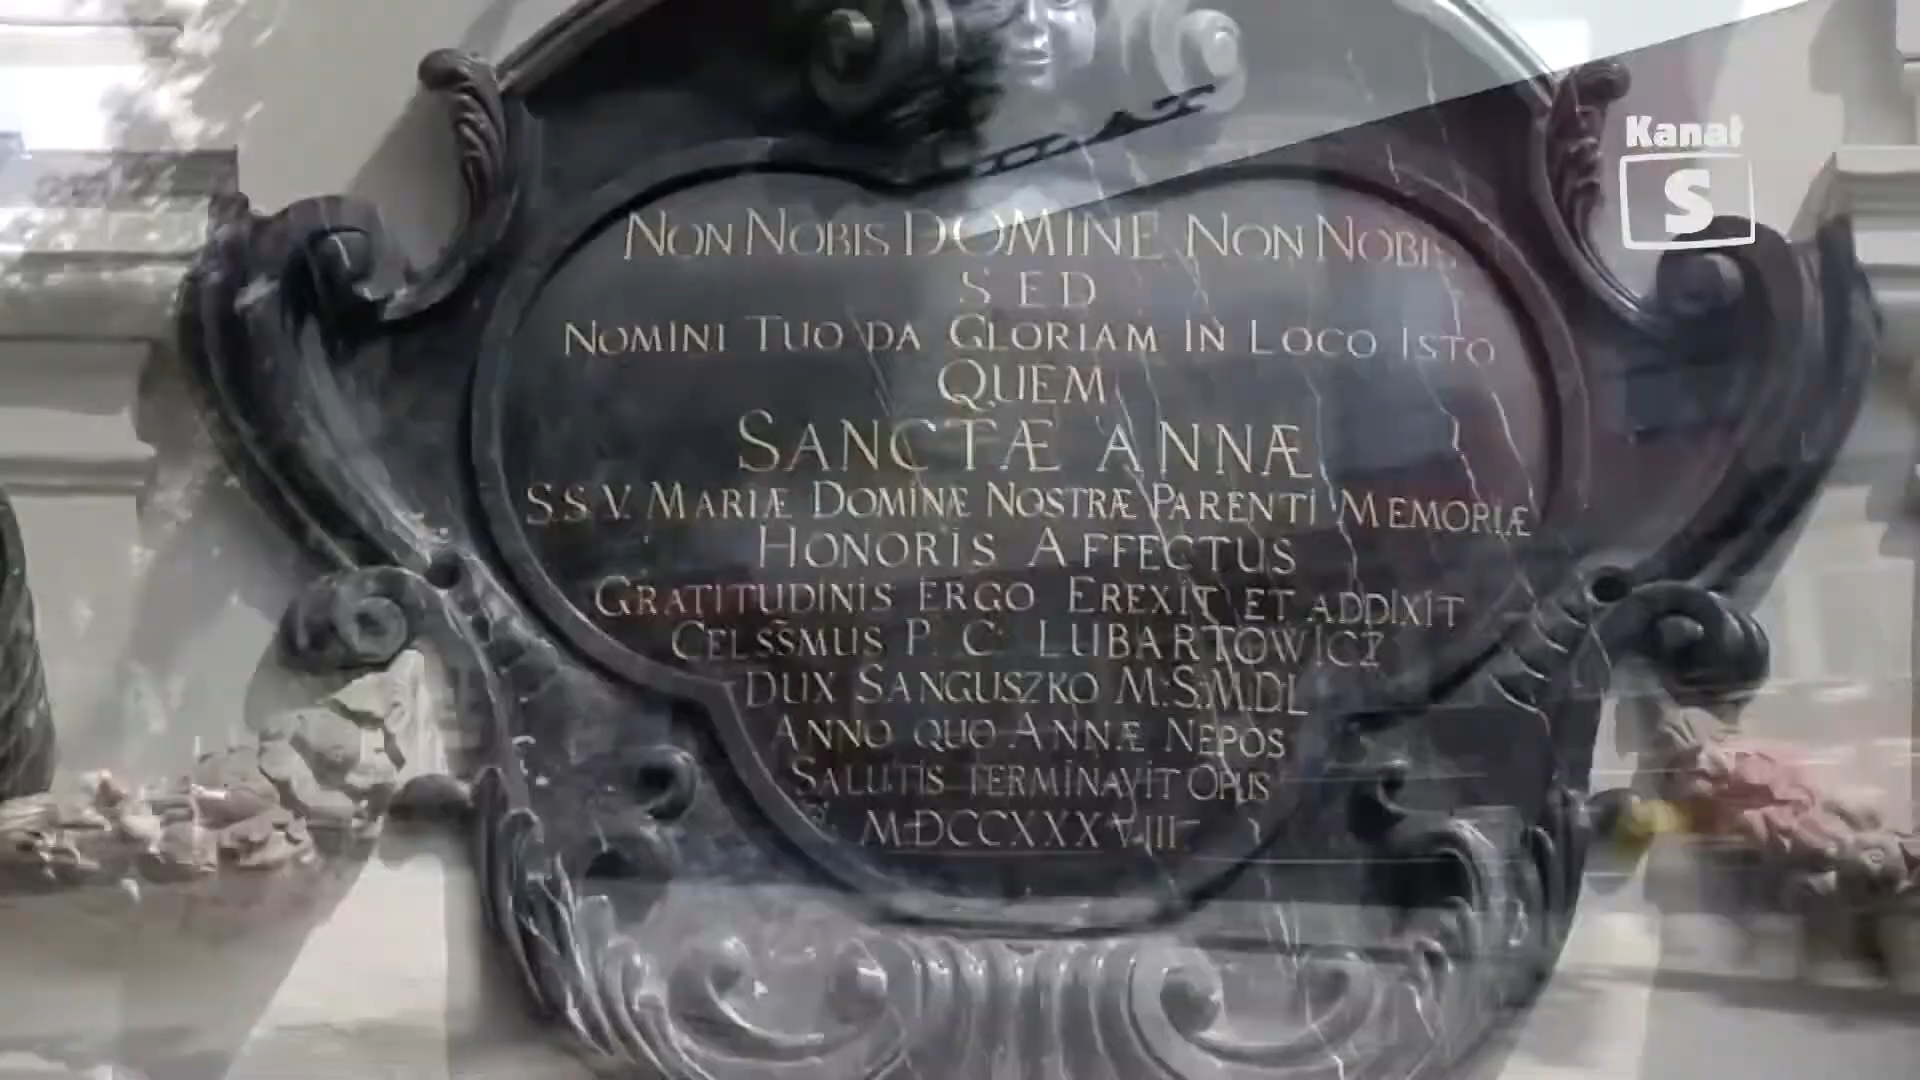 Kanał
S
NON NOBIS DOMINE NON NOBIS
SED
NOMINI TUO DA GLORIAM IN LOCO ISTO
QUEM
SANCTÆ ANNÆ
S.S.V. MARIÆ DOMINÆ NOSTRÆ PARENTI MEMORIÆ
HONORIS AFFECTUS
GRATITUDINIS ERGO EREXIT ET ADDIXIT
CELSSMUS P. C. LUBARTOWICZ
DUX SANGUSZKO M.S.M.D.L
ANNO QUO ANNÆ NEPOS
SALUTIS TERMINAVIT OPUS
MDCCXXXVIII